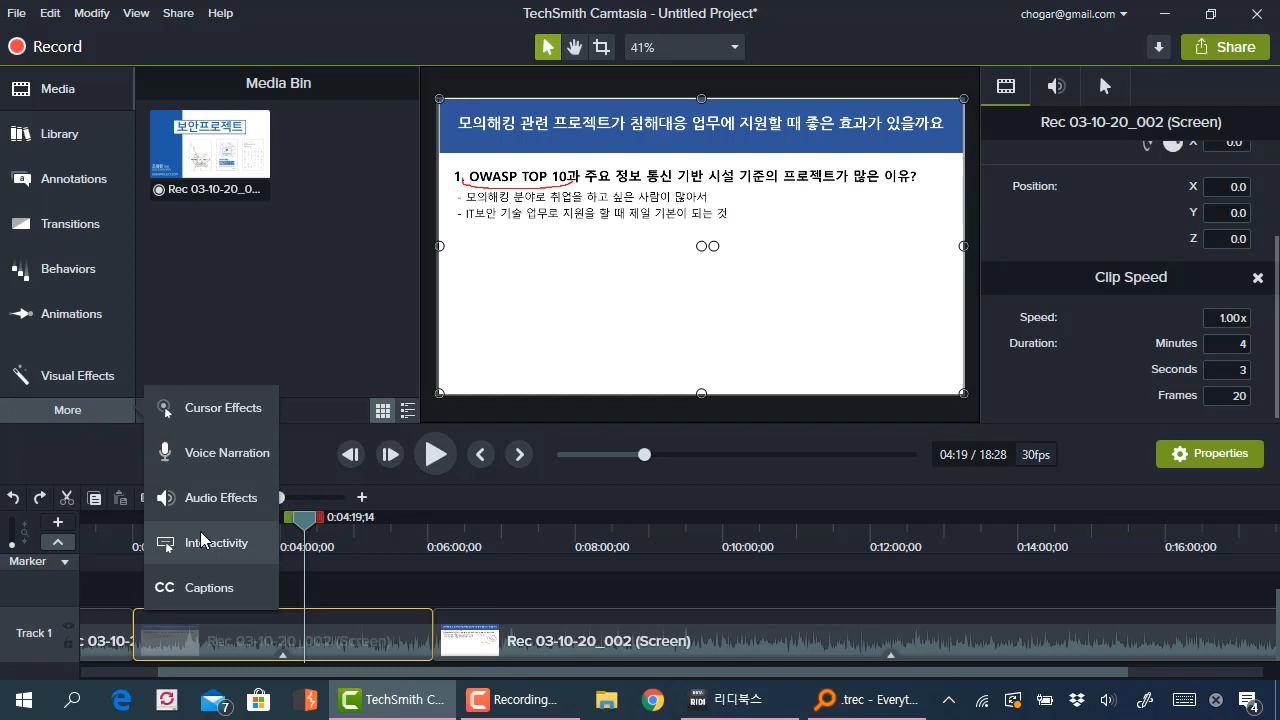 File Edit Modify View Share Help
TechSmith Camtasia - Untitled Project*
chogar@gmail.com
Record
41%
Share
Media
Library
Annotations
Transitions
Behaviors
Animations
Visual Effects
More
Media Bin
보안프로젝트
Rec 03-10-20_0...
모의해킹 관련 프로젝트가 침해대응 업무에 지원할 때 좋은 효과가 있을까요
1. OWASP TOP 10과 주요 정보 통신 기반 시설 기준의 프로젝트가 많은 이유?
- 모의해킹 분야로 취업을 하고 싶은 사람이 많아서
- IT보안 기술 업무로 지원을 할 때 제일 기본이 되는 것
Rec 03-10-20_002 (Screen)
X 0.0
Position: X 0.0
Y 0.0
Z 0.0
Clip Speed
Speed: 1.00x
Duration: Minutes 4
Seconds 3
Frames 20
Cursor Effects
Voice Narration
Audio Effects
Interactivity
CC Captions
04:19 / 18:28 30fps
Properties
0:04:19;14
0:04:00;00 0:06:00;00 0:08:00;00 0:10:00;00 0:12:00;00 0:14:00;00 0:16:00;00
Marker
Track 1
Rec 03-10-20_002 (Screen)
Rec 03-10-20_002 (Screen)
7
TechSmith C...
Recording...
RIDI
리디북스
.trec - Everyt...
4